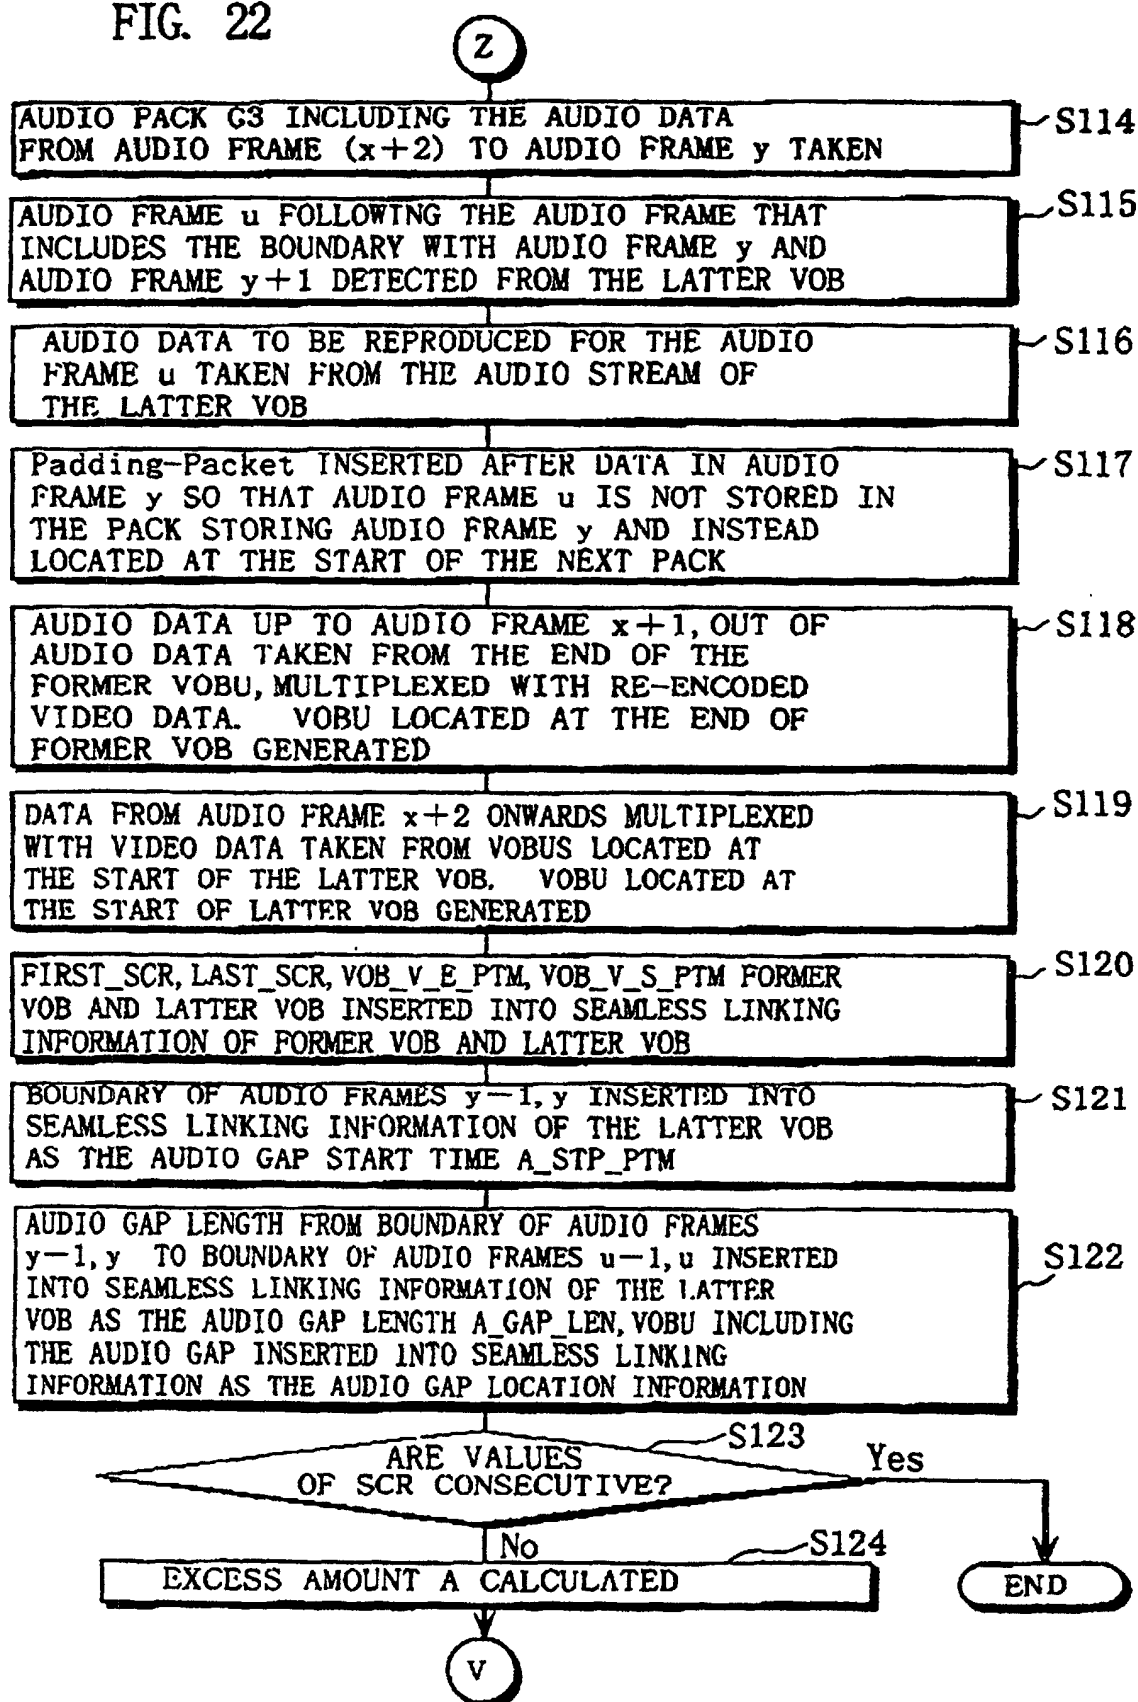 FIG. 22
Z
AUDIO PACK G3 INCLUDING THE AUDIO DATA
FROM AUDIO FRAME (x+2) TO AUDIO FRAME y TAKEN
S114
AUDIO FRAME u FOLLOWING THE AUDIO FRAME THAT
INCLUDES THE BOUNDARY WITH AUDIO FRAME y AND
AUDIO FRAME y+1 DETECTED FROM THE LATTER VOB
S115
AUDIO DATA TO BE REPRODUCED FOR THE AUDIO
FRAME u TAKEN FROM THE AUDIO STREAM OF
THE LATTER VOB
S116
Padding-Packet INSERTED AFTER DATA IN AUDIO
FRAME y SO THAT AUDIO FRAME u IS NOT STORED IN
THE PACK STORING AUDIO FRAME y AND INSTEAD
LOCATED AT THE START OF THE NEXT PACK
S117
AUDIO DATA UP TO AUDIO FRAME x+1, OUT OF
AUDIO DATA TAKEN FROM THE END OF THE
FORMER VOBU, MULTIPLEXED WITH RE-ENCODED
VIDEO DATA. VOBU LOCATED AT THE END OF
FORMER VOB GENERATED
S118
DATA FROM AUDIO FRAME x+2 ONWARDS MULTIPLEXED
WITH VIDEO DATA TAKEN FROM VOBUS LOCATED AT
THE START OF THE LATTER VOB. VOBU LOCATED AT
THE START OF LATTER VOB GENERATED
S119
FIRST_SCR, LAST_SCR, VOB_V_E_PTM, VOB_V_S_PTM FORMER
VOB AND LATTER VOB INSERTED INTO SEAMLESS LINKING
INFORMATION OF FORMER VOB AND LATTER VOB
S120
BOUNDARY OF AUDIO FRAMES y-1, y INSERTED INTO
SEAMLESS LINKING INFORMATION OF THE LATTER VOB
AS THE AUDIO GAP START TIME A_STP_PTM
S121
AUDIO GAP LENGTH FROM BOUNDARY OF AUDIO FRAMES
y-1, y TO BOUNDARY OF AUDIO FRAMES u-1, u INSERTED
INTO SEAMLESS LINKING INFORMATION OF THE LATTER
VOB AS THE AUDIO GAP LENGTH A_GAP_LEN, VOBU INCLUDING
THE AUDIO GAP INSERTED INTO SEAMLESS LINKING
INFORMATION AS THE AUDIO GAP LOCATION INFORMATION
S122
S123
ARE VALUES
OF SCR CONSECUTIVE?
Yes
No
S124
EXCESS AMOUNT A CALCULATED
END
V